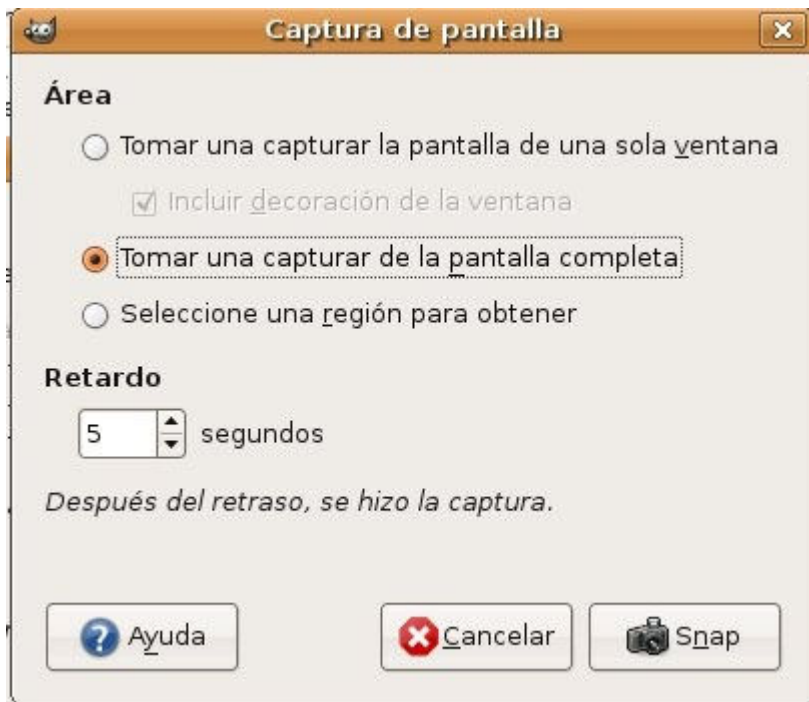 Captura de pantalla
Área
Tomar una capturar la pantalla de una sola ventana
Incluir decoración de la ventana
Tomar una capturar de la pantalla completa
Seleccione una región para obtener
Retardo
5 segundos
Después del retraso, se hizo la captura.
Ayuda Cancelar Snap